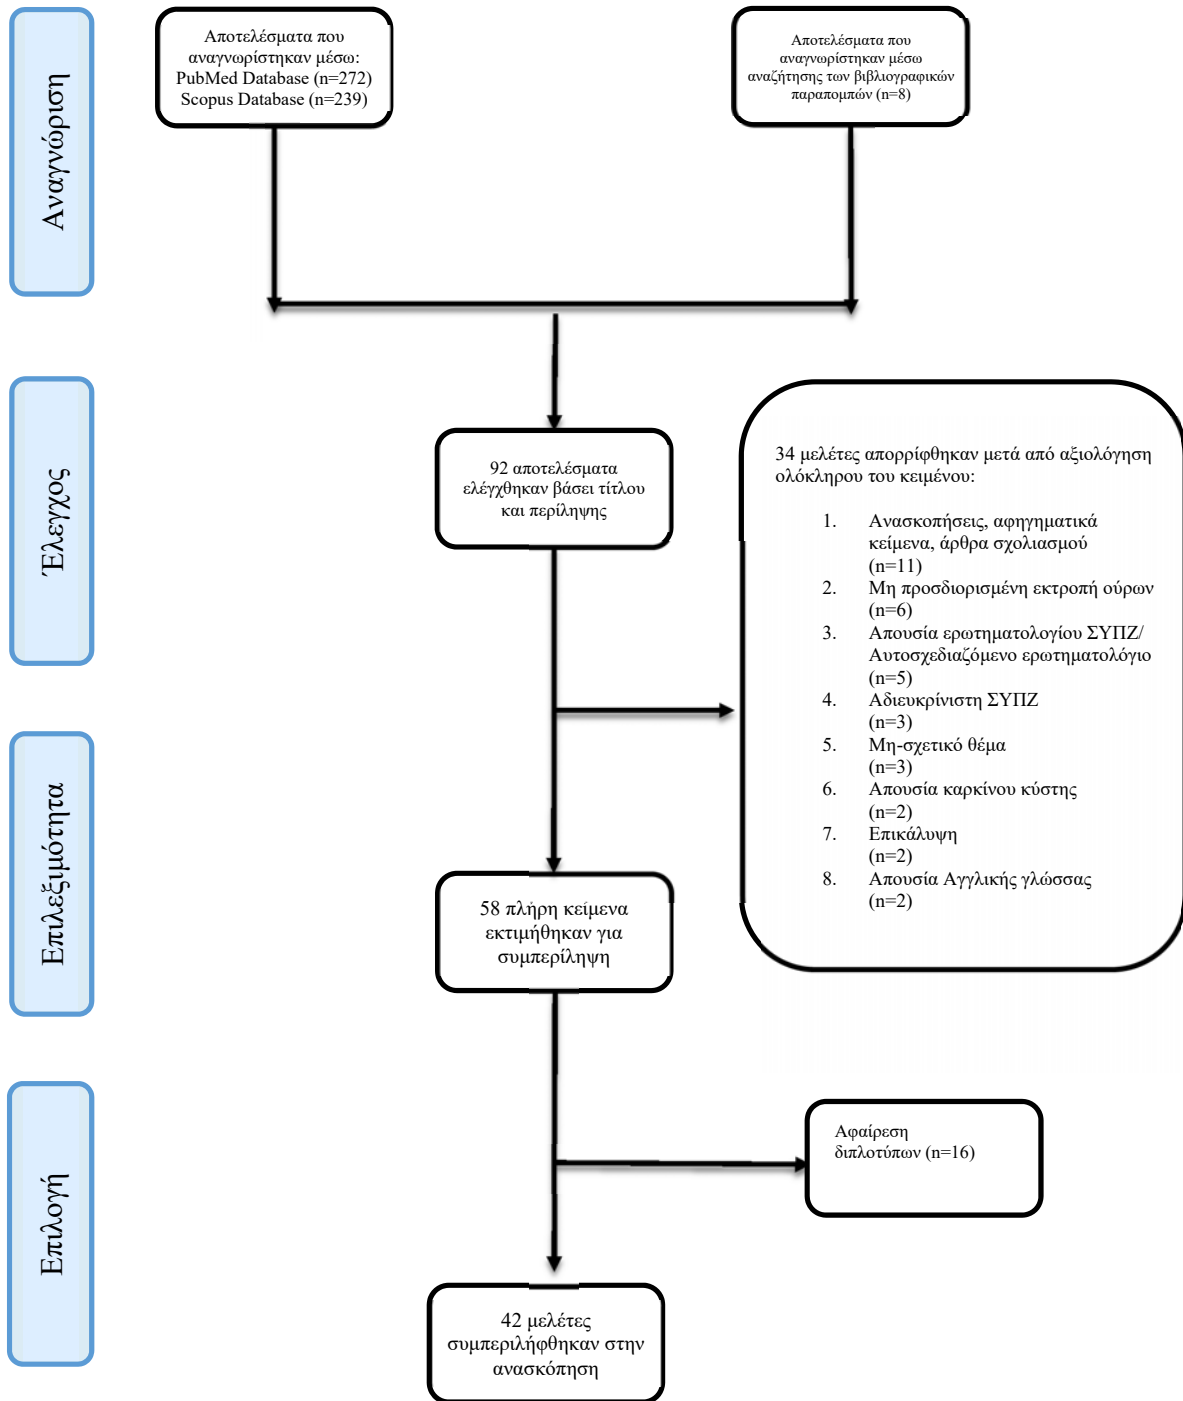 Αναγνώριση
Αποτελέσματα που
αναγνωρίστηκαν μέσω:
PubMed Database (n=272)
Scopus Database (n=239)
Αποτελέσματα που
αναγνωρίστηκαν μέσω
αναζήτησης των βιβλιογραφικών
παραπομπών (n=8)
Έλεγχος
92 αποτελέσματα
ελέγχθηκαν βάσει τίτλου
και περίληψης
34 μελέτες απορρίφθηκαν μετά από αξιολόγηση
ολόκληρου του κειμένου:
1. Ανασκοπήσεις, αφηγηματικά
κείμενα, άρθρα σχολιασμού
(n=11)
2. Μη προσδιορισμένη εκτροπή ούρων
(n=6)
3. Απουσία ερωτηματολογίου ΣΥΠΖ/
Αυτοσχεδιαζόμενο ερωτηματολόγιο
(n=5)
4. Αδιευκρίνιστη ΣΥΠΖ
(n=3)
5. Μη-σχετικό θέμα
(n=3)
6. Απουσία καρκίνου κύστης
(n=2)
7. Επικάλυψη
(n=2)
8. Απουσία Αγγλικής γλώσσας
(n=2)
Επιλεξιμότητα
58 πλήρη κείμενα
εκτιμήθηκαν για
συμπερίληψη
Επιλογή
Αφαίρεση
διπλοτύπων (n=16)
42 μελέτες
συμπεριλήφθηκαν στην
ανασκόπηση